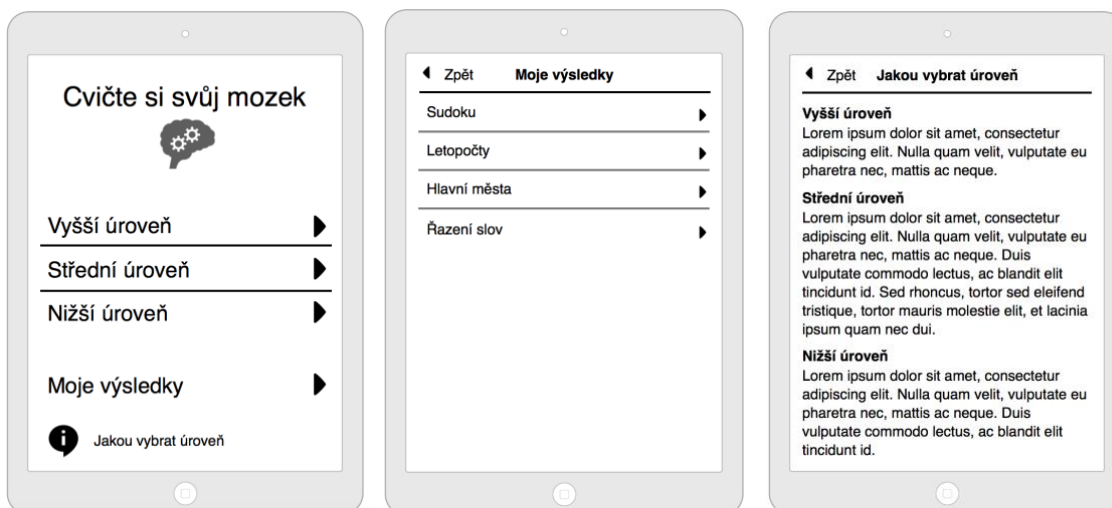 Cvičte si svůj mozek
Vyšší úroveň
Střední úroveň
Nižší úroveň
Moje výsledky
i
Jakou vybrat úroveň
Zpět
Moje výsledky
Sudoku
Letopočty
Hlavní města
Řazení slov
Zpět
Jakou vybrat úroveň
Vyšší úroveň
Lorem ipsum dolor sit amet, consectetur
adipiscing elit. Nulla quam velit, vulputate eu
pharetra nec, mattis ac neque.
Střední úroveň
Lorem ipsum dolor sit amet, consectetur
adipiscing elit. Nulla quam velit, vulputate eu
pharetra nec, mattis ac neque. Duis
vulputate commodo lectus, ac blandit elit
tincidunt id. Sed rhoncus, tortor sed eleifend
tristique, tortor mauris molestie elit, et lacinia
ipsum quam nec dui.
Nižší úroveň
Lorem ipsum dolor sit amet, consectetur
adipiscing elit. Nulla quam velit, vulputate eu
pharetra nec, mattis ac neque. Duis
vulputate commodo lectus, ac blandit elit
tincidunt id.